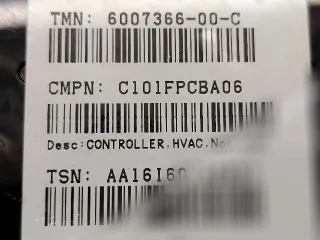 TMN: 6007366-00-C
CMPN: C101FPCBA06
Desc:CONTROLLER,HVAC,
TSN: AA16I6